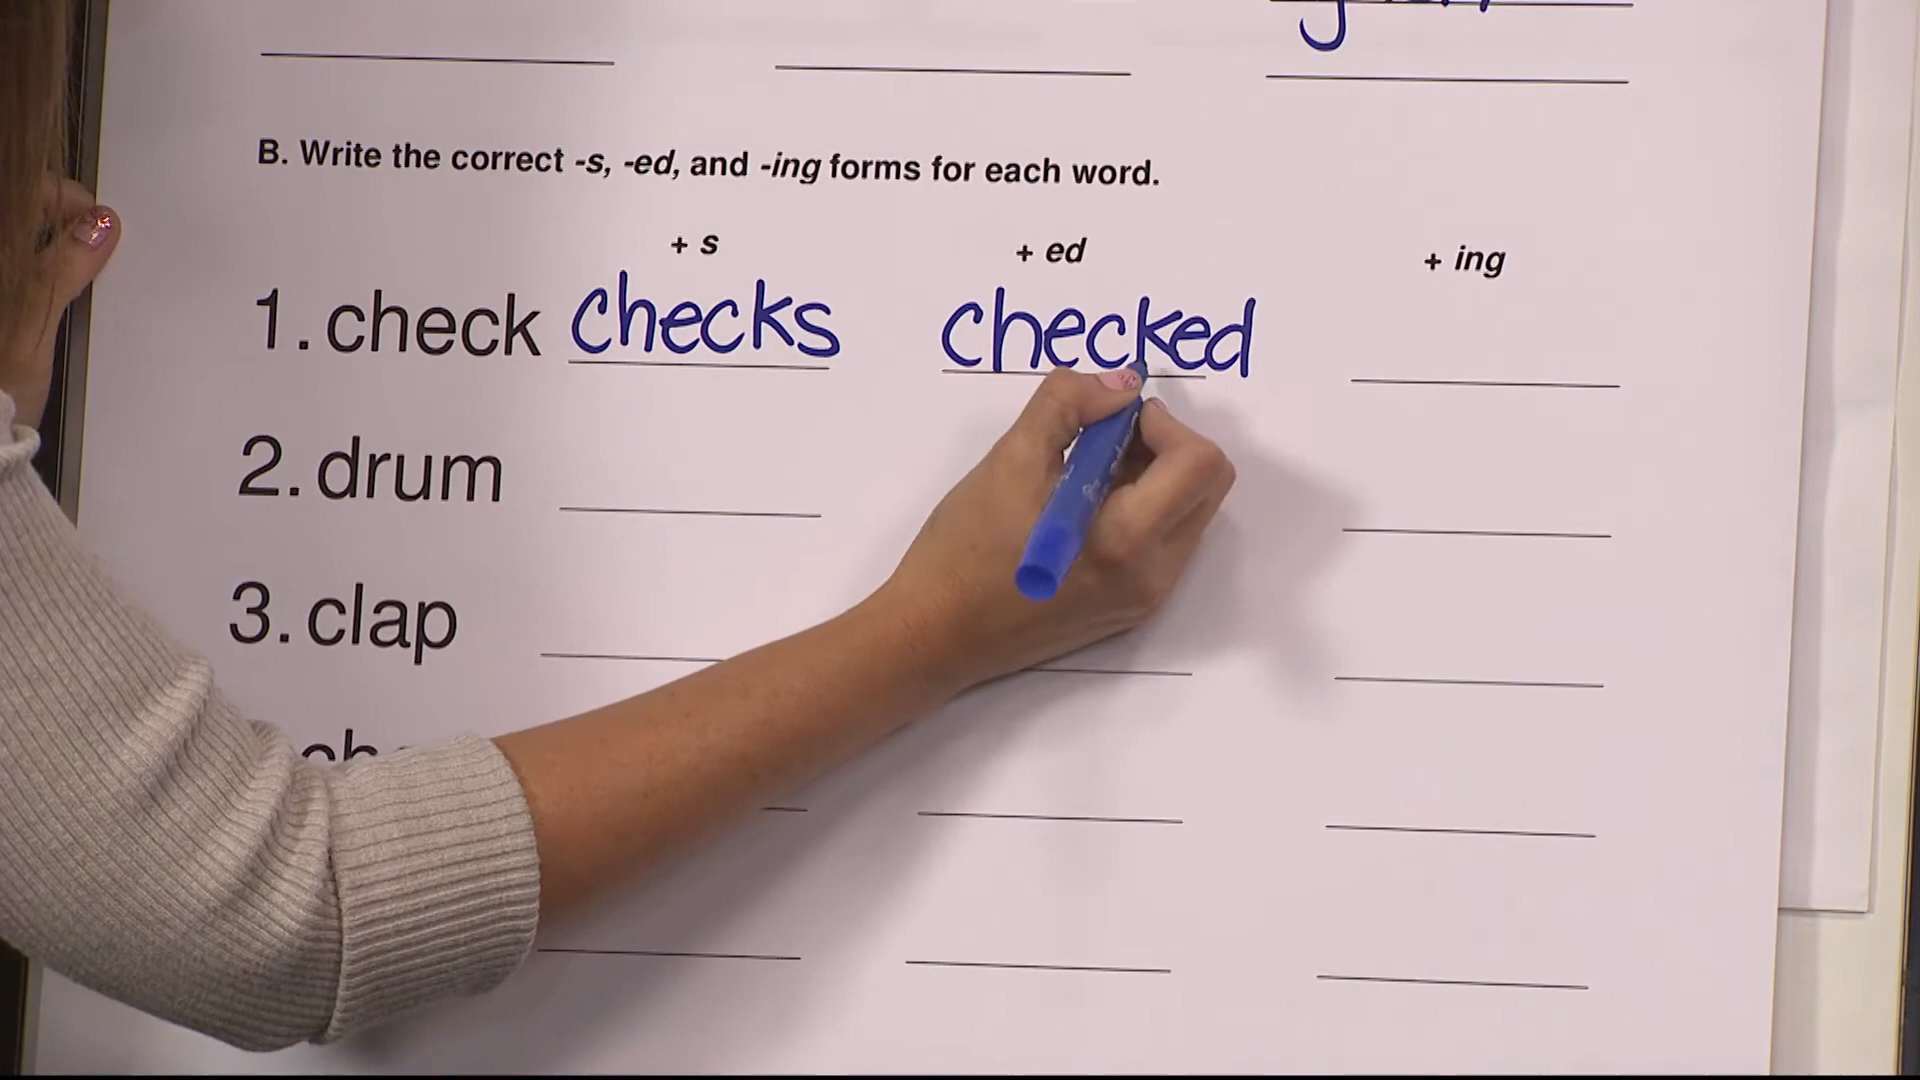 B. Write the correct -s, -ed, and -ing forms for each word.
+ s + ed + ing
1. check checks checked
2. drum
3. clap